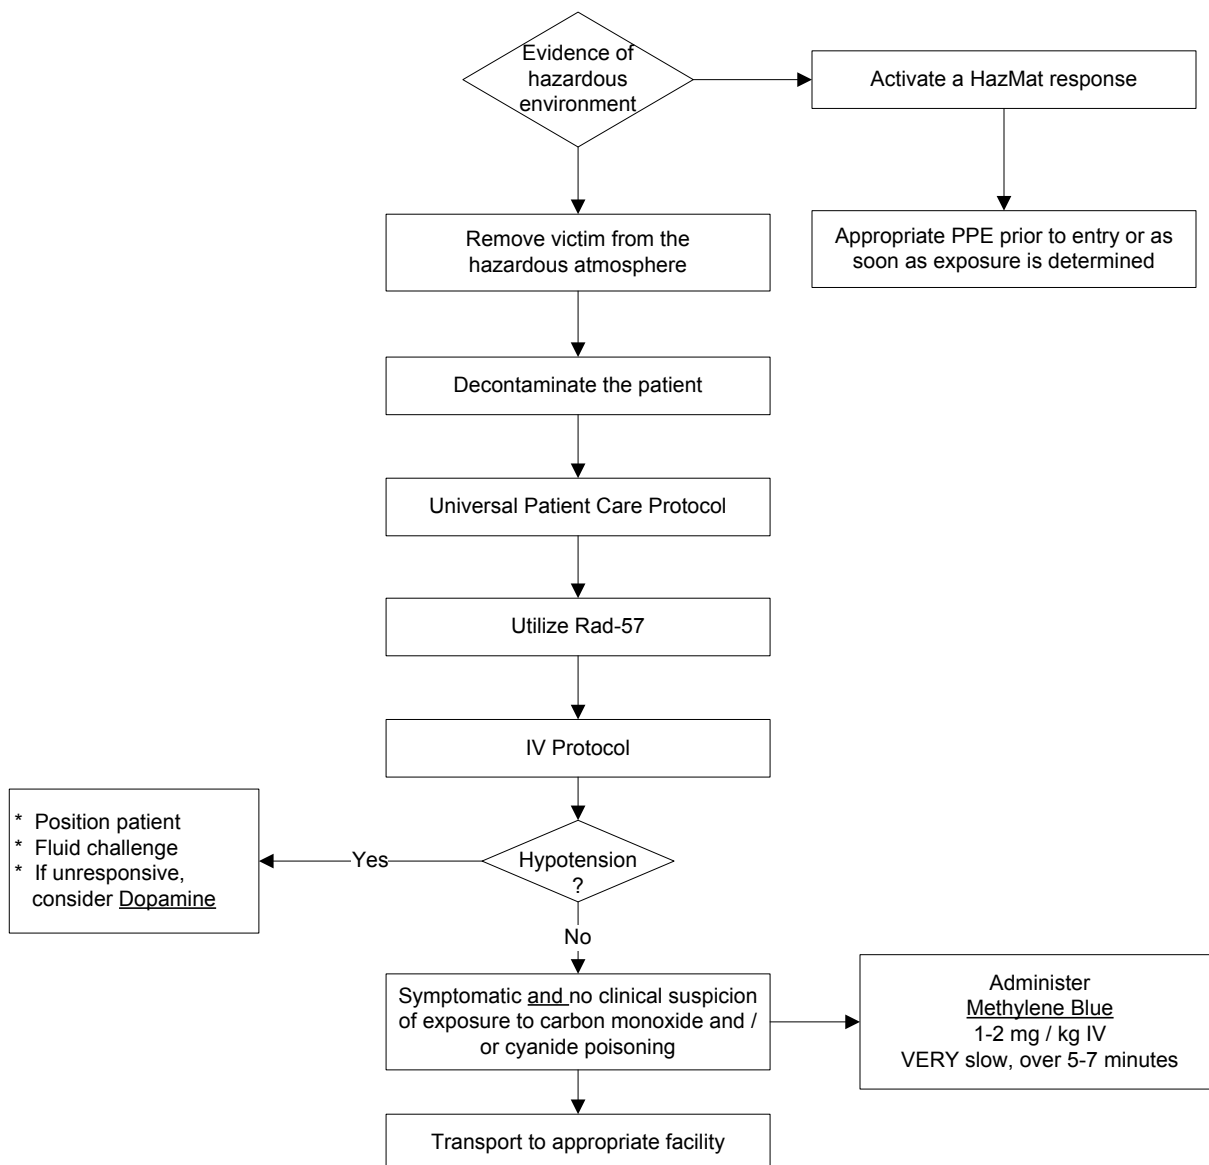 Evidence of
hazardous
environment
Activate a HazMat response
Remove victim from the
hazardous atmosphere
Appropriate PPE prior to entry or as
soon as exposure is determined
Decontaminate the patient
Universal Patient Care Protocol
Utilize Rad-57
IV Protocol
* Position patient
* Fluid challenge
* If unresponsive,
consider Dopamine
Yes
Hypotension
?
No
Symptomatic and no clinical suspicion
of exposure to carbon monoxide and /
or cyanide poisoning
Administer
Methylene Blue
1-2 mg / kg IV
VERY slow, over 5-7 minutes
Transport to appropriate facility